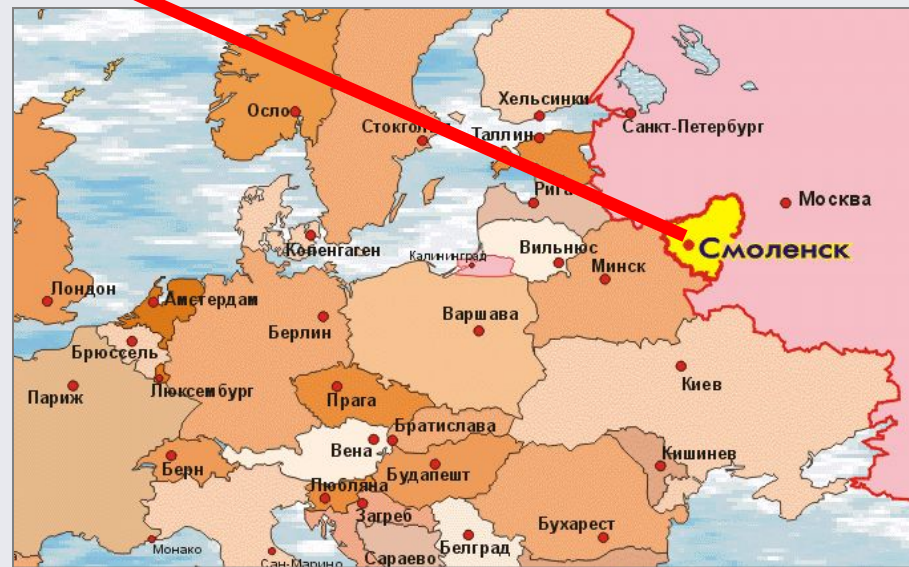 Хельсинки
Осло
Стокгол
Таллин
Санкт-Петербург
Рига
Москва
Копенгаген
Калининград
Вильнюс
Смоленск
Минск
Лондон
Амстердам
Берлин
Варшава
Брюссель
Париж
Люксембург
Прага
Киев
Братислава
Вена
Берн
Будапешт
Кишинев
Любляна
Загреб
Бухарест
Монако
Сан-Марино
Сараево
Белград